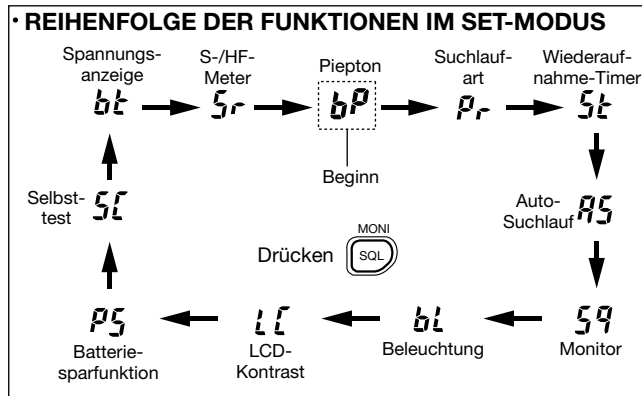 • REIHENFOLGE DER FUNKTIONEN IM SET-MODUS
Spannungs-
anzeige
bt
S-/HF-
Meter
Sr
Piepton
bP
Beginn
Suchlauf-
art
Pr
Wiederauf-
nahme-Timer
St
Auto-
Suchlauf
AS
Selbst-
test
SC
Drücken
MONI
SQL
PS
Batterie-
sparfunktion
LC
LCD-
Kontrast
bL
Beleuchtung
Sq
Monitor